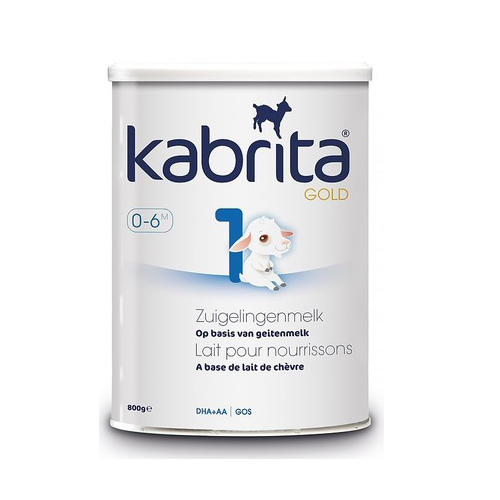 kabrita®
GOLD
0-6M
1
Zuigelingenmelk
Op basis van geitenmelk
Lait pour nourrissons
A base de lait de chèvre
800g℮
DHA+AA | GOS